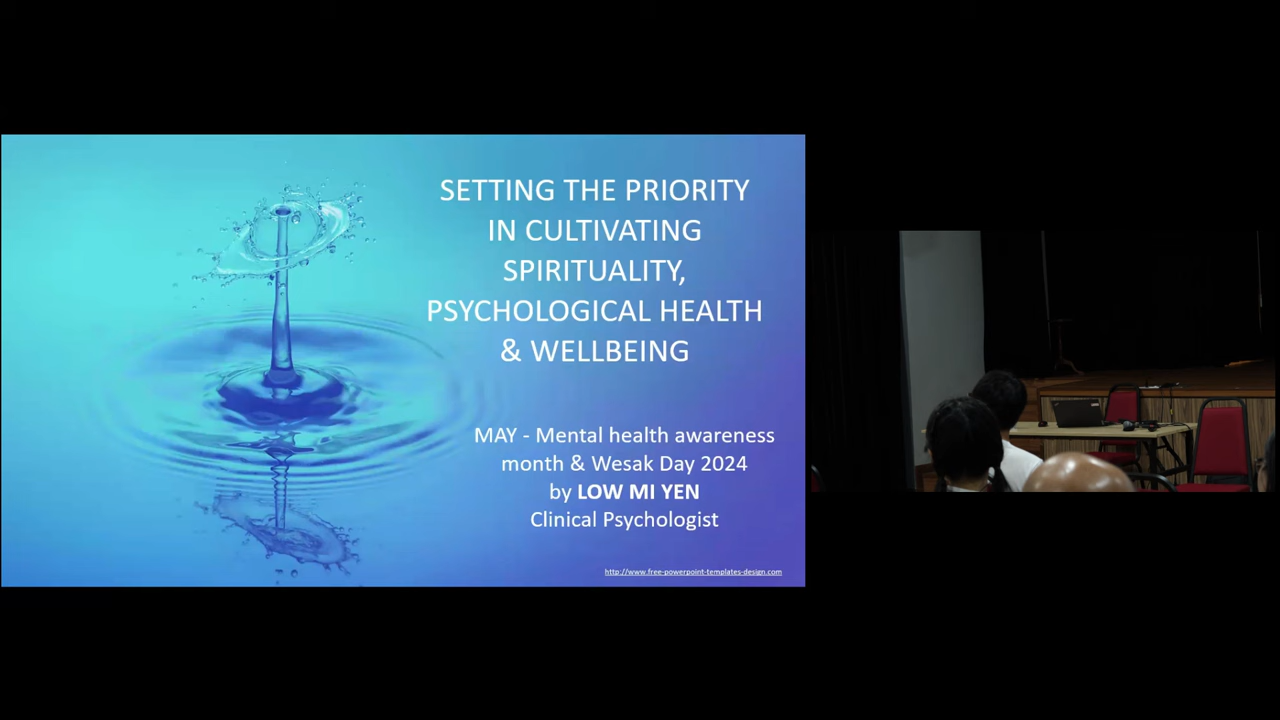 SETTING THE PRIORITY
IN CULTIVATING
SPIRITUALITY,
PSYCHOLOGICAL HEALTH
& WELLBEING
MAY - Mental health awareness
month & Wesak Day 2024
by LOW MI YEN
Clinical Psychologist
http://www.free-powerpoint-templates-design.com